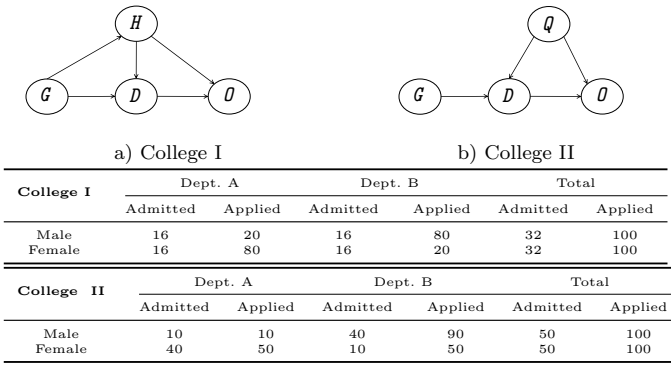 H Q
G D O G D O
a) College I b) College II
College I Dept. A Dept. B Total
Admitted Applied Admitted Applied Admitted Applied
Male 16 20 16 80 32 100
Female 16 80 16 20 32 100
College II Dept. A Dept. B Total
Admitted Applied Admitted Applied Admitted Applied
Male 10 10 40 90 50 100
Female 40 50 10 50 50 100